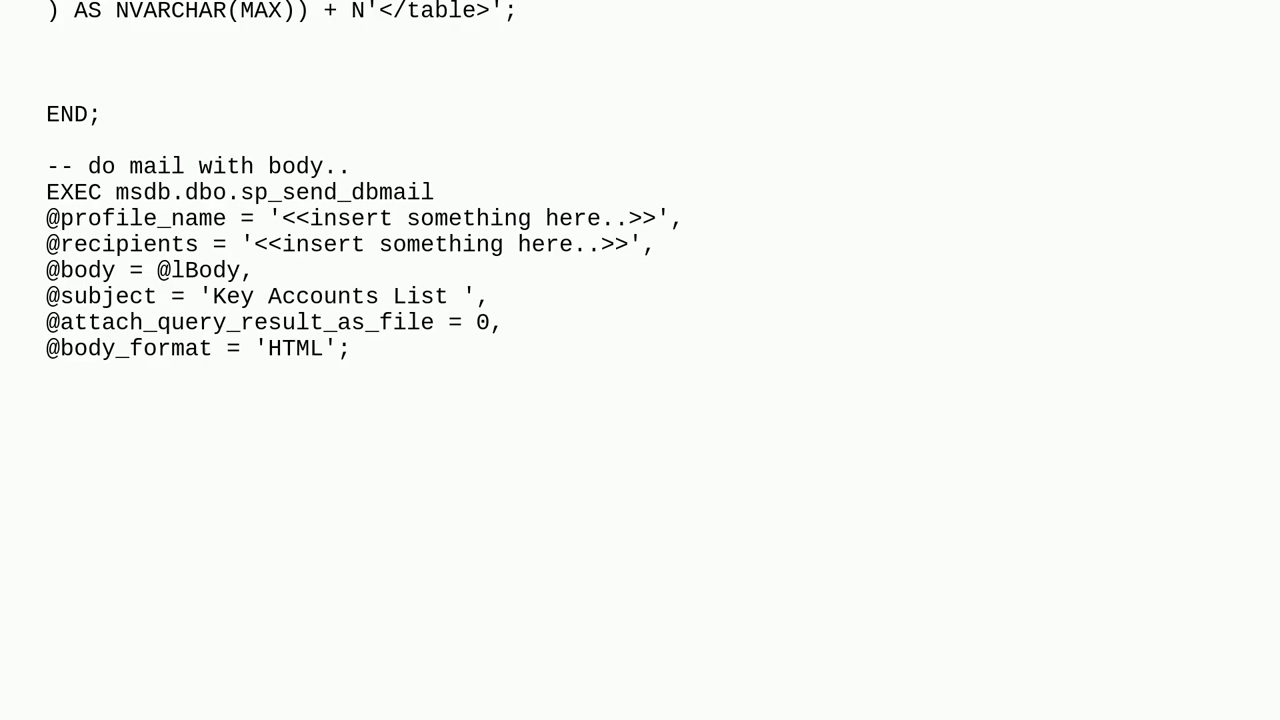 ) AS NVARCHAR(MAX)) + N'</table>';
END;
-- do mail with body..
EXEC msdb.dbo.sp_send_dbmail
@profile_name = '<<insert something here..>>',
@recipients = '<<insert something here..>>',
@body = @lBody,
@subject = 'Key Accounts List ',
@attach_query_result_as_file = 0,
@body_format = 'HTML';